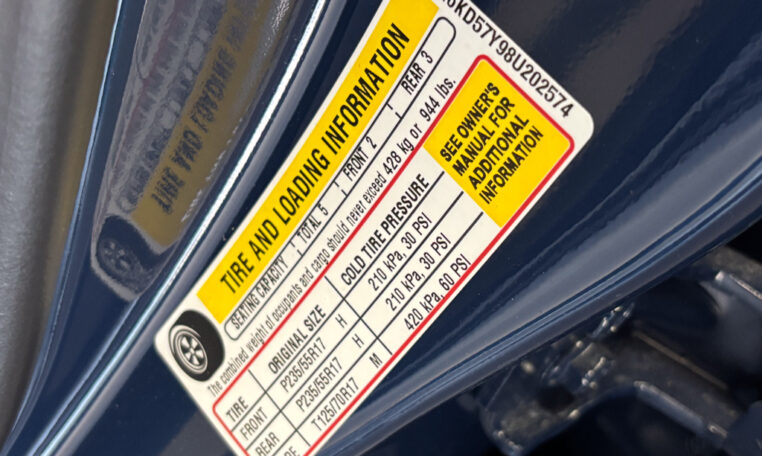 6KD57Y98U202574
TIRE AND LOADING INFORMATION
SEATING CAPACITY | TOTAL 5 | FRONT 2 | REAR 3
The combined weight of occupants and cargo should never exceed 428 kg or 944 lbs.
TIRE ORIGINAL SIZE COLD TIRE PRESSURE
FRONT P235/55R17 H 210 kPa, 30 PSI
REAR P235/55R17 H 210 kPa, 30 PSI
RE T125/70R17 M 420 kPa, 60 PSI
SEE OWNER'S
MANUAL FOR
ADDITIONAL
INFORMATION